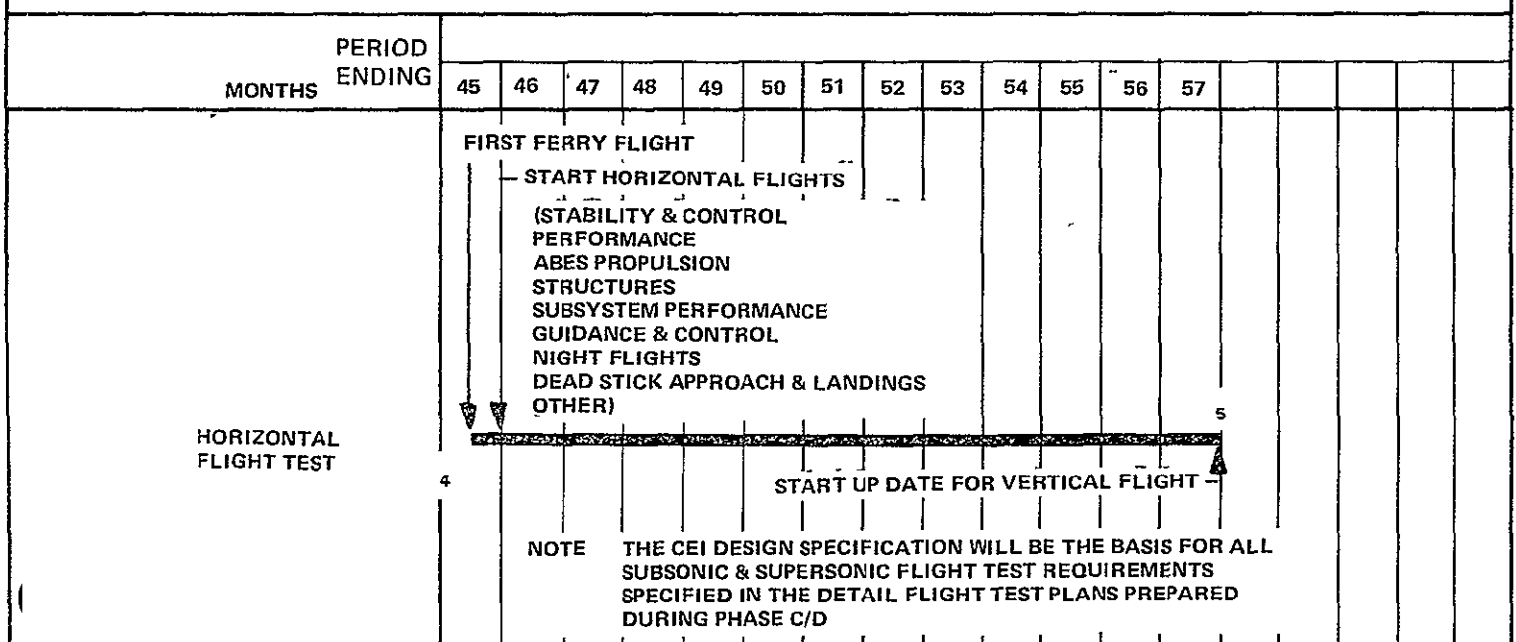 PERIOD
MONTHS ENDING 45 46 47 48 49 50 51 52 53 54 55 56 57
FIRST FERRY FLIGHT
START HORIZONTAL FLIGHTS
(STABILITY & CONTROL
PERFORMANCE
ABES PROPULSION
STRUCTURES
SUBSYSTEM PERFORMANCE
GUIDANCE & CONTROL
NIGHT FLIGHTS
DEAD STICK APPROACH & LANDINGS
OTHER)
5
HORIZONTAL
FLIGHT TEST
4
START UP DATE FOR VERTICAL FLIGHT
NOTE THE CEI DESIGN SPECIFICATION WILL BE THE BASIS FOR ALL
SUBSONIC & SUPERSONIC FLIGHT TEST REQUIREMENTS
SPECIFIED IN THE DETAIL FLIGHT TEST PLANS PREPARED
DURING PHASE C/D